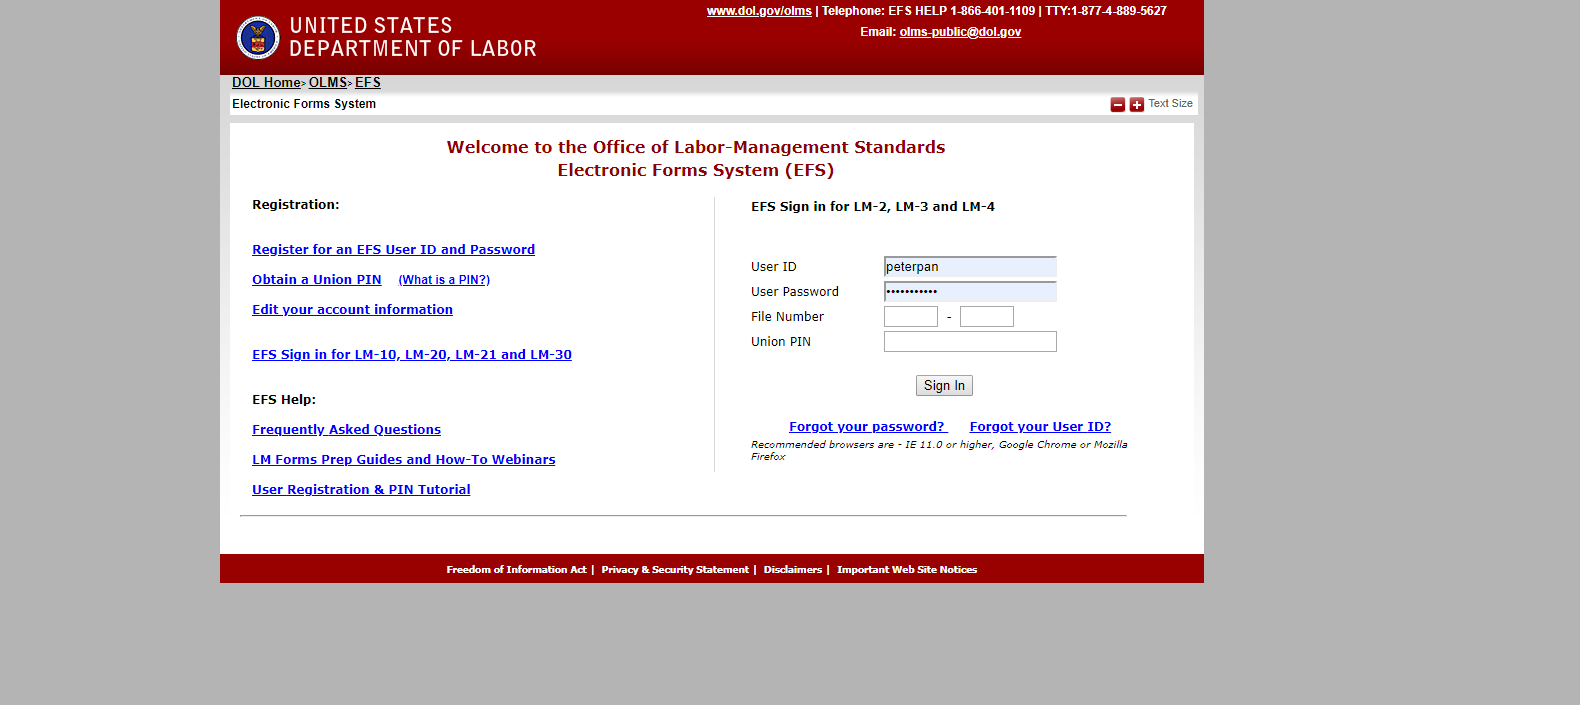 UNITED STATES
DEPARTMENT OF LABOR
www.dol.gov/olms | Telephone: EFS HELP 1-866-401-1109 | TTY:1-877-4-889-5627
Email: olms-public@dol.gov
DOL Home> OLMS> EFS
Electronic Forms System
Text Size
Welcome to the Office of Labor-Management Standards
Electronic Forms System (EFS)
Registration:
Register for an EFS User ID and Password
Obtain a Union PIN (What is a PIN?)
Edit your account information
EFS Sign in for LM-10, LM-20, LM-21 and LM-30
EFS Help:
Frequently Asked Questions
LM Forms Prep Guides and How-To Webinars
User Registration & PIN Tutorial
EFS Sign in for LM-2, LM-3 and LM-4
User ID peterpan
User Password •••••••••••
File Number -
Union PIN
Sign In
Forgot your password? Forgot your User ID?
Recommended browsers are - IE 11.0 or higher, Google Chrome or Mozilla
Firefox
Freedom of Information Act | Privacy & Security Statement | Disclaimers | Important Web Site Notices